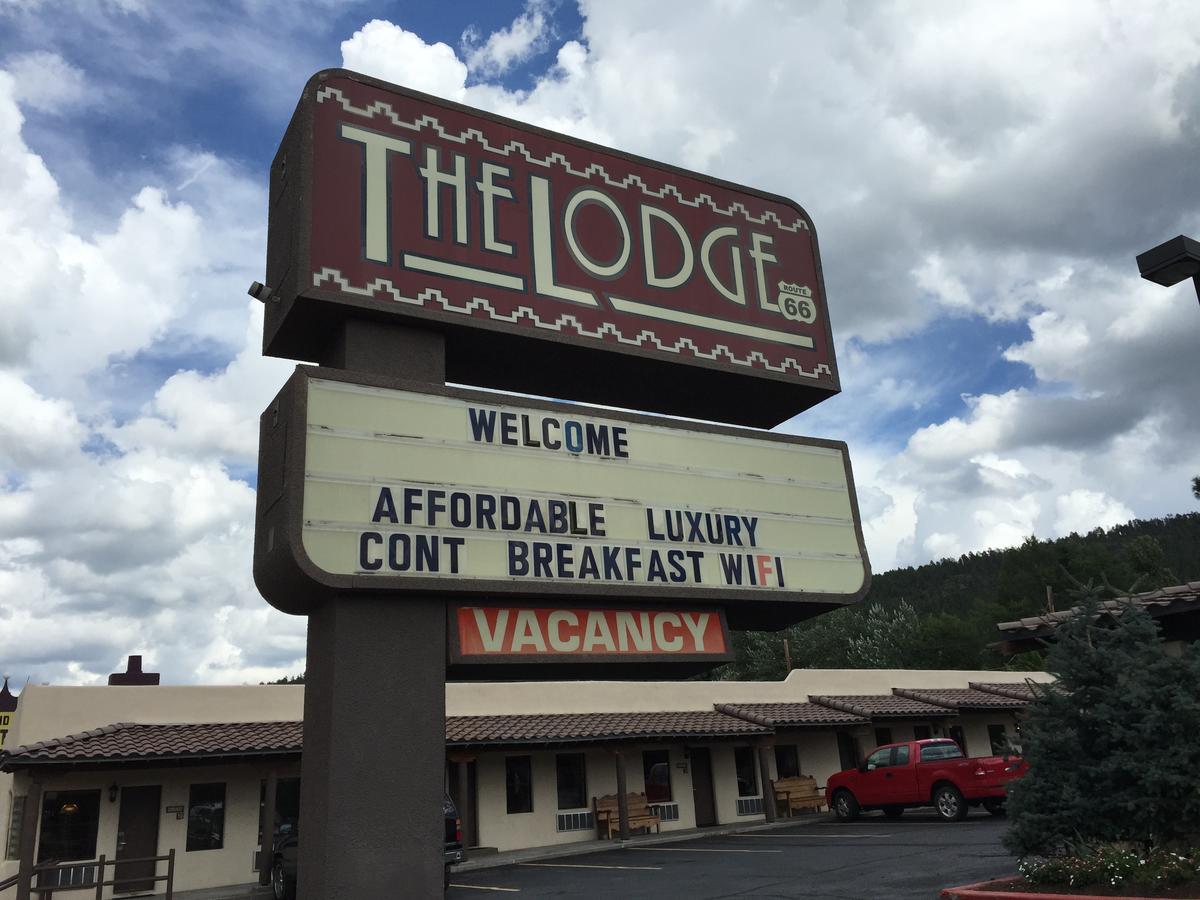 THE LODGE
ROUTE
66
WELCOME
AFFORDABLE LUXURY
CONT BREAKFAST WIFI
VACANCY